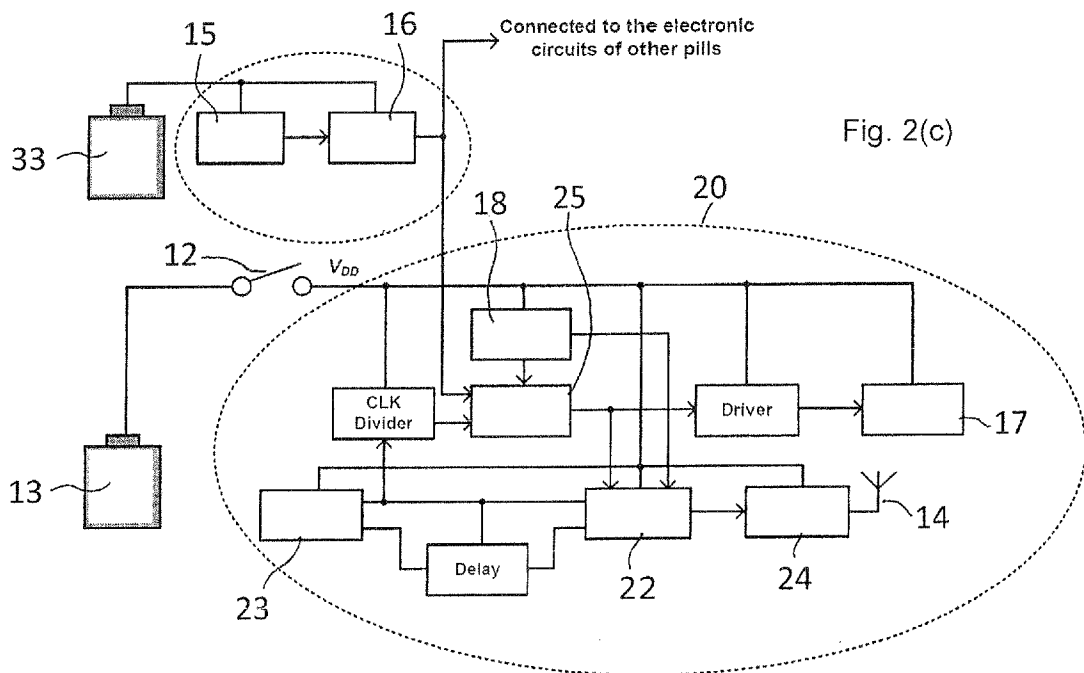 Connected to the electronic
circuits of other pills
15
16
33
Fig. 2(c)
18
25
20
12
VDD
CLK
Divider
Driver
17
13
14
Delay
23
22
24